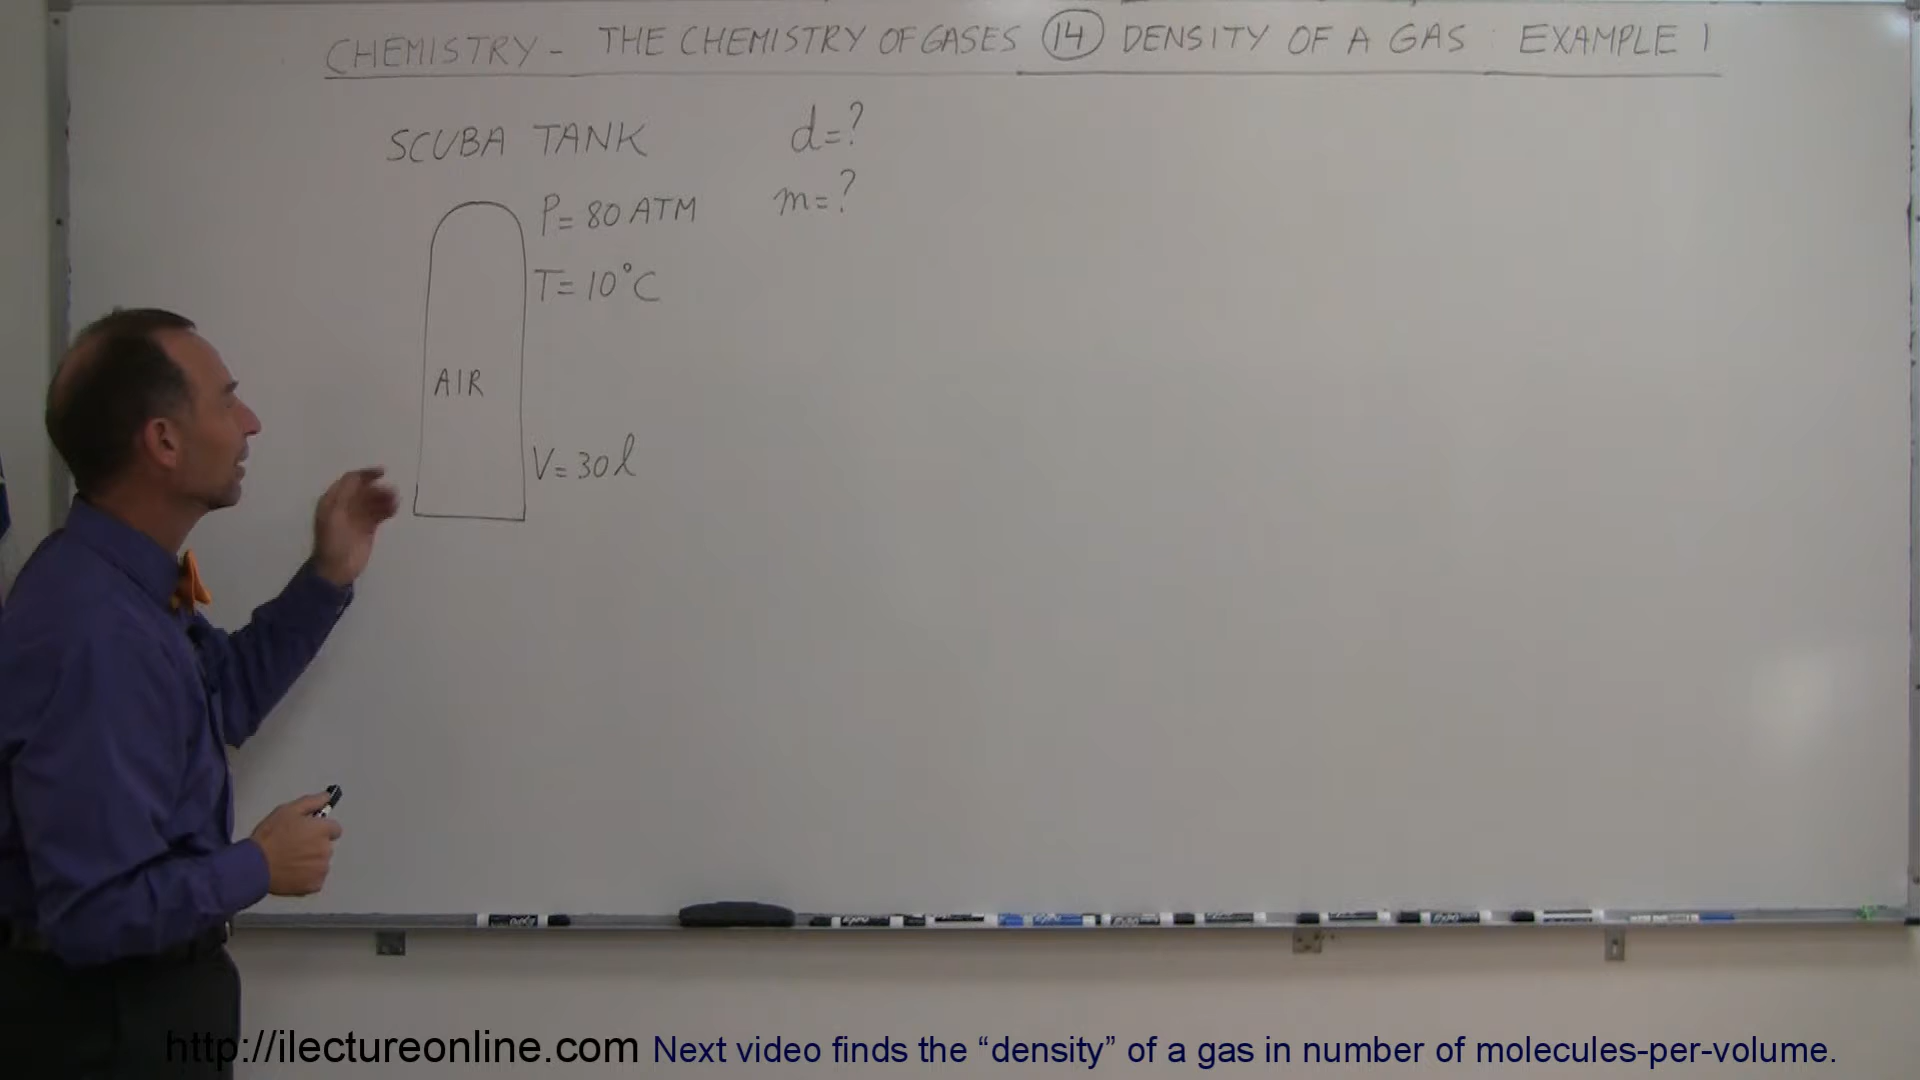 CHEMISTRY - THE CHEMISTRY OF GASES 14 DENSITY OF A GAS EXAMPLE 1
SCUBA TANK
d=?
P= 80 ATM
m=?
T= 10°C
AIR
V= 30 l
http://ilectureonline.com Next video finds the “density” of a gas in number of molecules-per-volume.